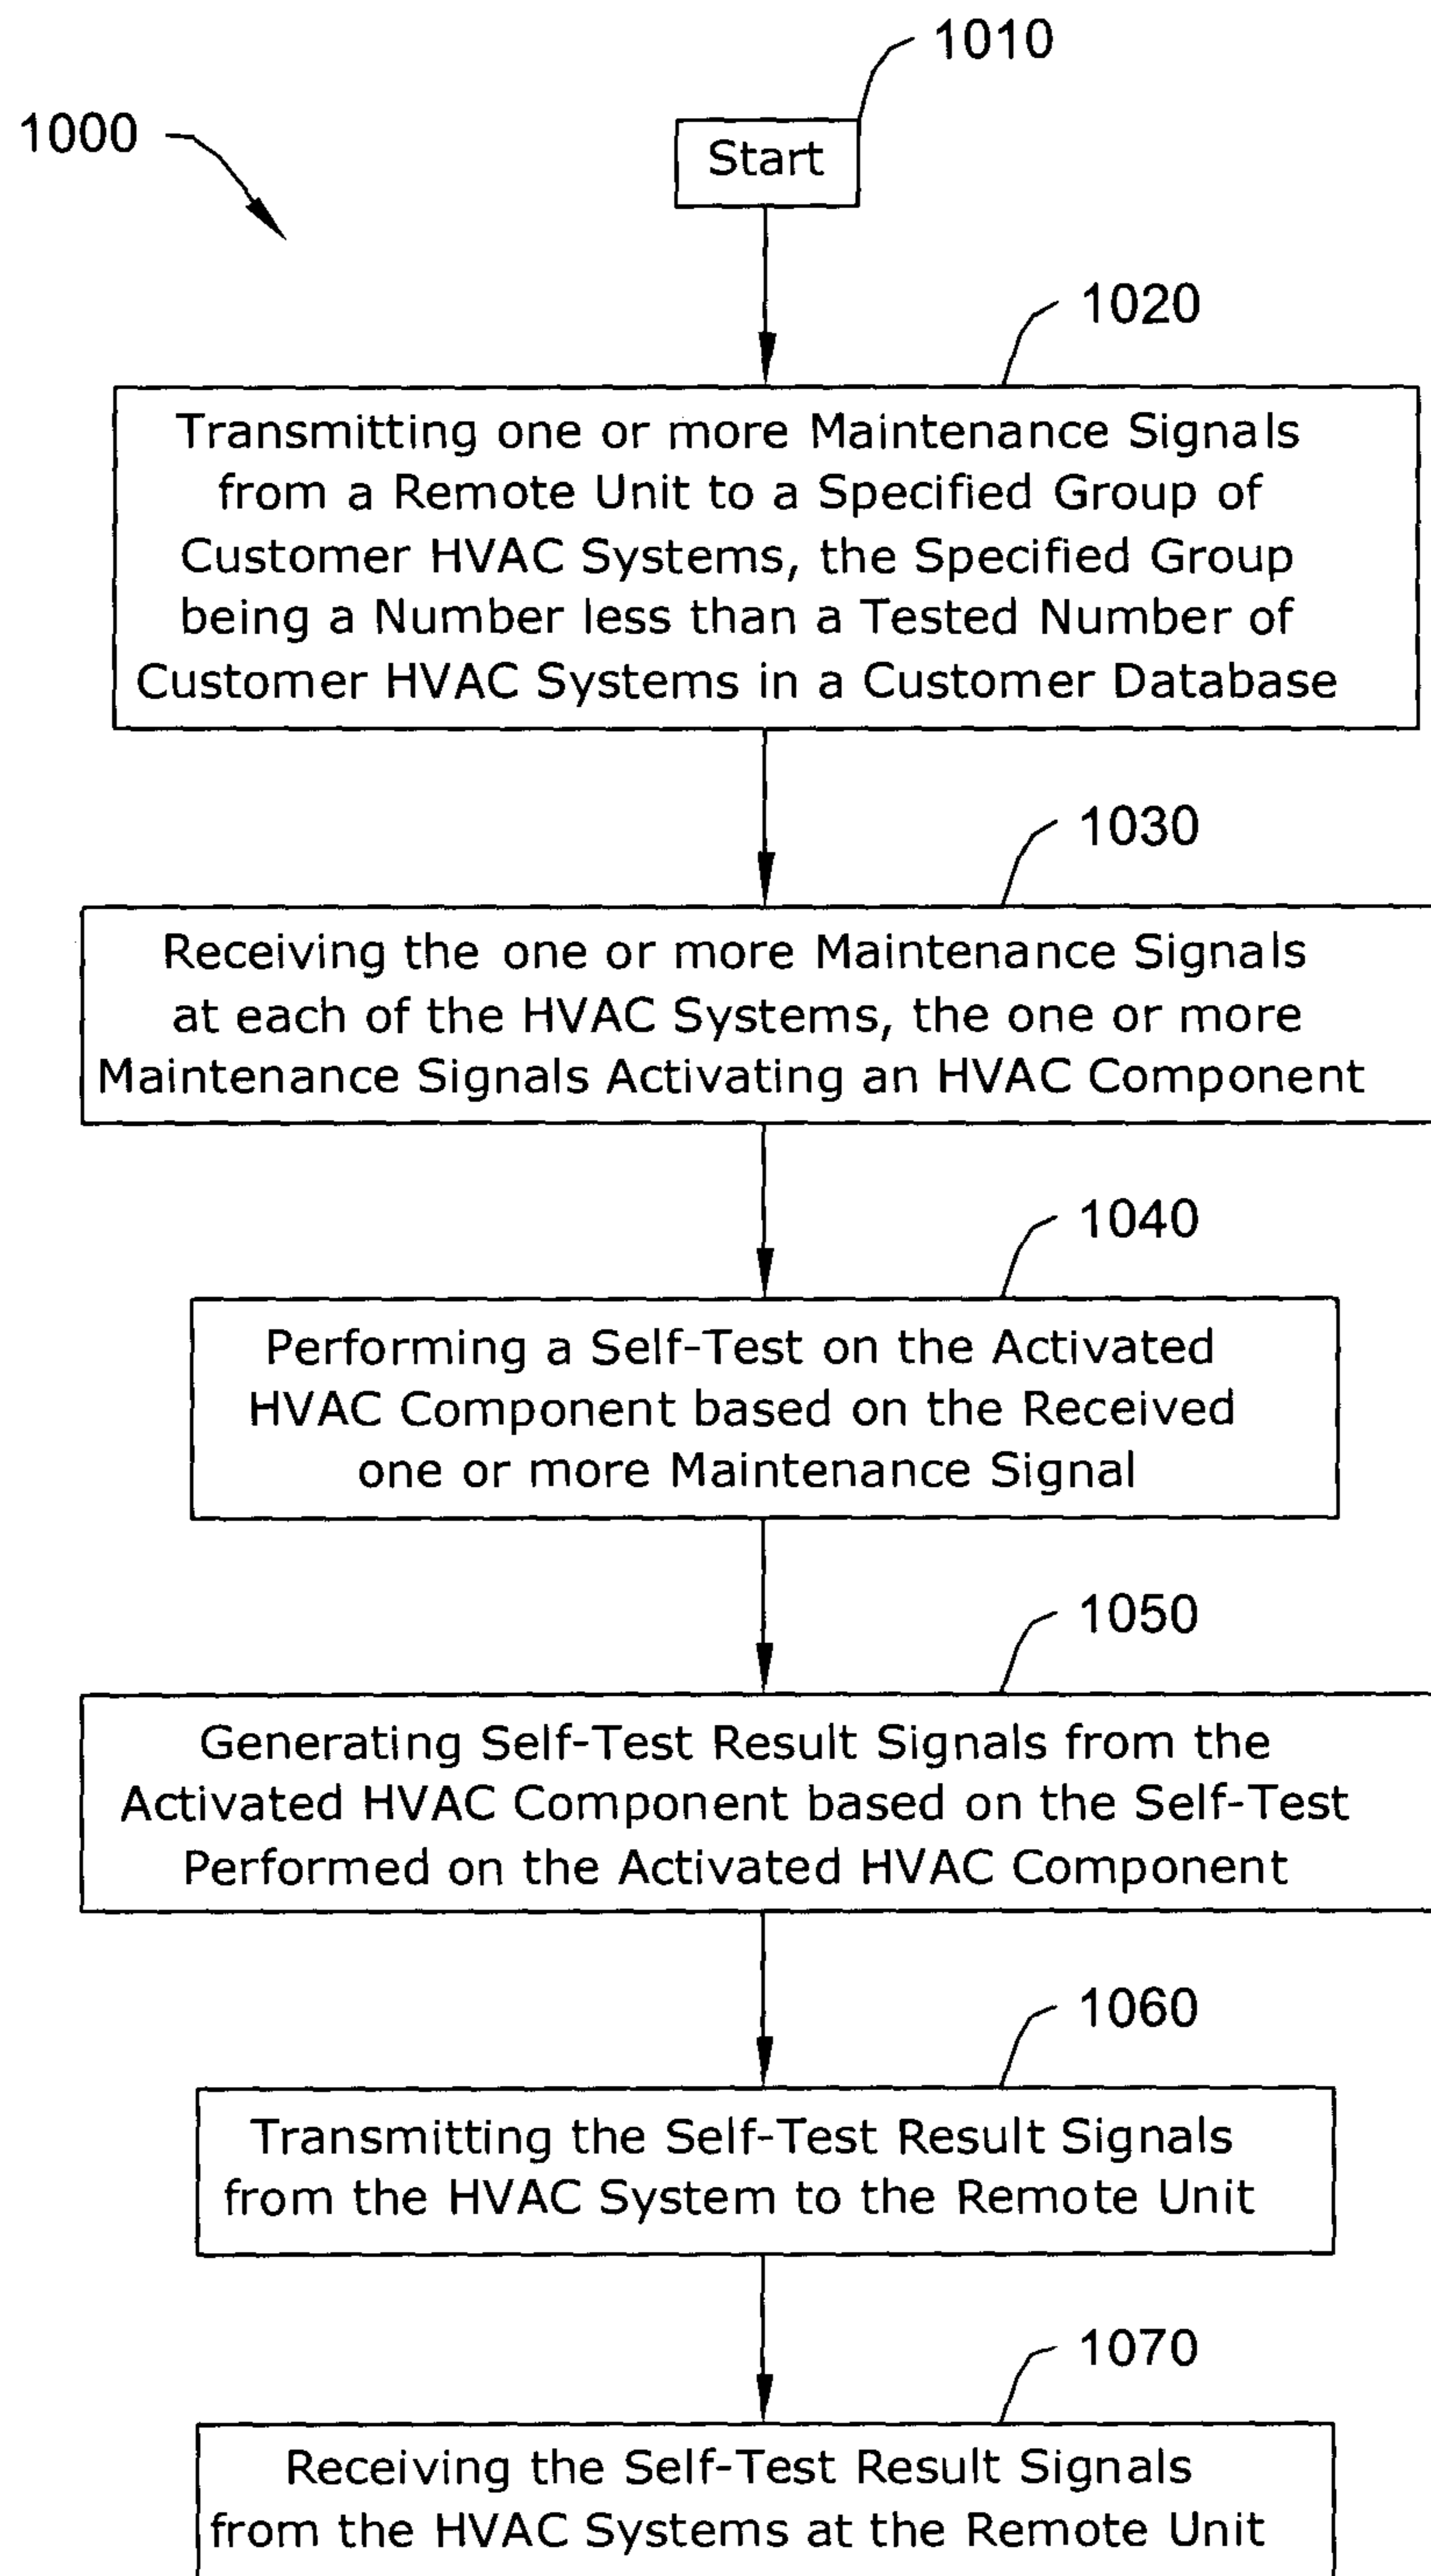 1010
1000
Start
1020
Transmitting one or more Maintenance Signals
from a Remote Unit to a Specified Group of
Customer HVAC Systems, the Specified Group
being a Number less than a Tested Number of
Customer HVAC Systems in a Customer Database
1030
Receiving the one or more Maintenance Signals
at each of the HVAC Systems, the one or more
Maintenance Signals Activating an HVAC Component
1040
Performing a Self-Test on the Activated
HVAC Component based on the Received
one or more Maintenance Signal
1050
Generating Self-Test Result Signals from the
Activated HVAC Component based on the Self-Test
Performed on the Activated HVAC Component
1060
Transmitting the Self-Test Result Signals
from the HVAC System to the Remote Unit
1070
Receiving the Self-Test Result Signals
from the HVAC Systems at the Remote Unit